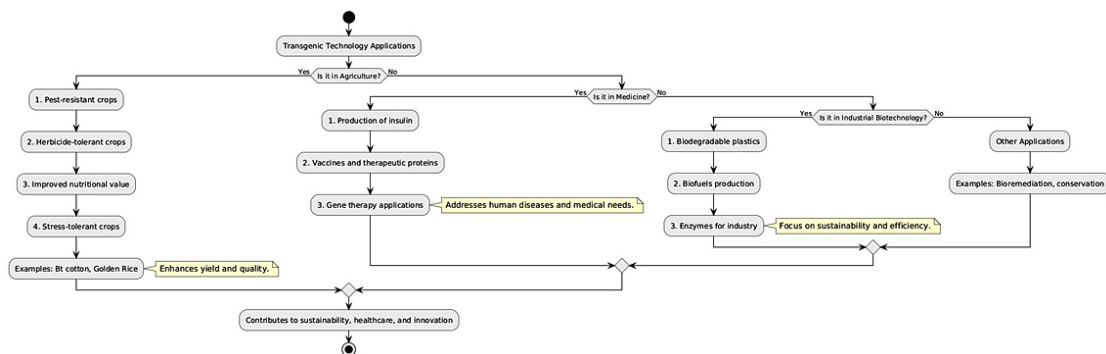 Transgenic Technology Applications
Is it in Agriculture?
Yes
No
1. Pest-resistant crops
2. Herbicide-tolerant crops
3. Improved nutritional value
4. Stress-tolerant crops
Examples: Bt cotton, Golden Rice
Enhances yield and quality.
Is it in Medicine?
Yes
No
1. Production of insulin
2. Vaccines and therapeutic proteins
3. Gene therapy applications
Addresses human diseases and medical needs.
Is it in Industrial Biotechnology?
Yes
No
1. Biodegradable plastics
2. Biofuels production
3. Enzymes for industry
Focus on sustainability and efficiency.
Other Applications
Examples: Bioremediation, conservation
Contributes to sustainability, healthcare, and innovation